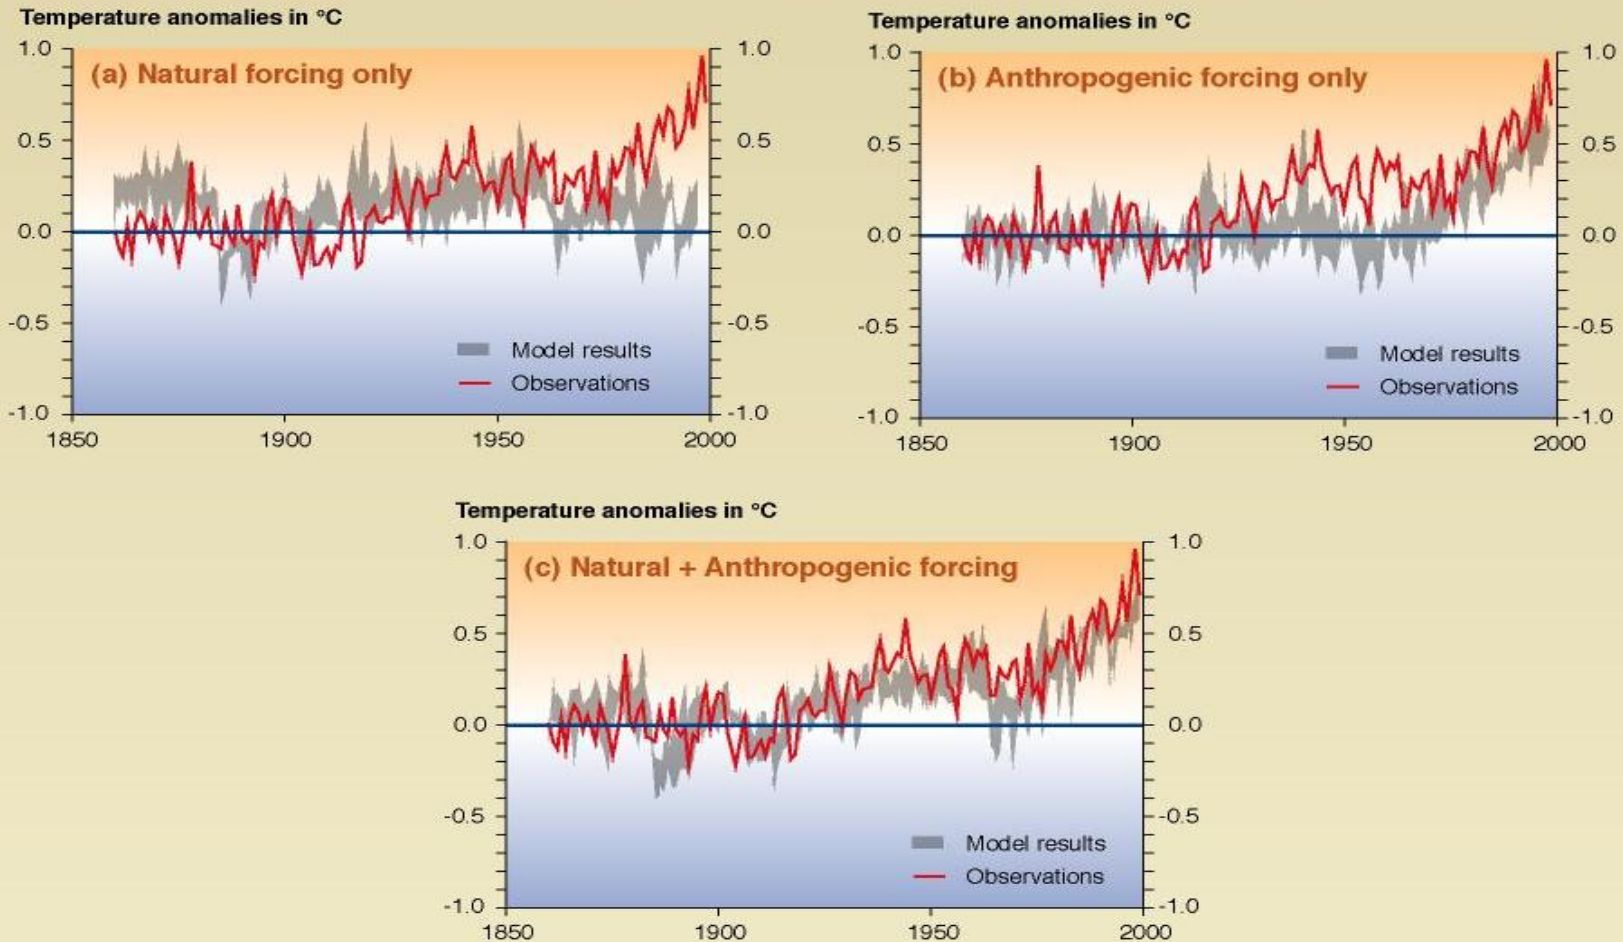 Temperature anomalies in °C
1.0 1.0
(a) Natural forcing only
0.5 0.5
0.0 0.0
-0.5 -0.5
Model results
Observations
-1.0 -1.0
1850 1900 1950 2000
Temperature anomalies in °C
1.0 1.0
(b) Anthropogenic forcing only
0.5 0.5
0.0 0.0
-0.5 -0.5
Model results
Observations
-1.0 -1.0
1850 1900 1950 2000
Temperature anomalies in °C
1.0 1.0
(c) Natural + Anthropogenic forcing
0.5 0.5
0.0 0.0
-0.5 -0.5
Model results
Observations
-1.0 -1.0
1850 1900 1950 2000